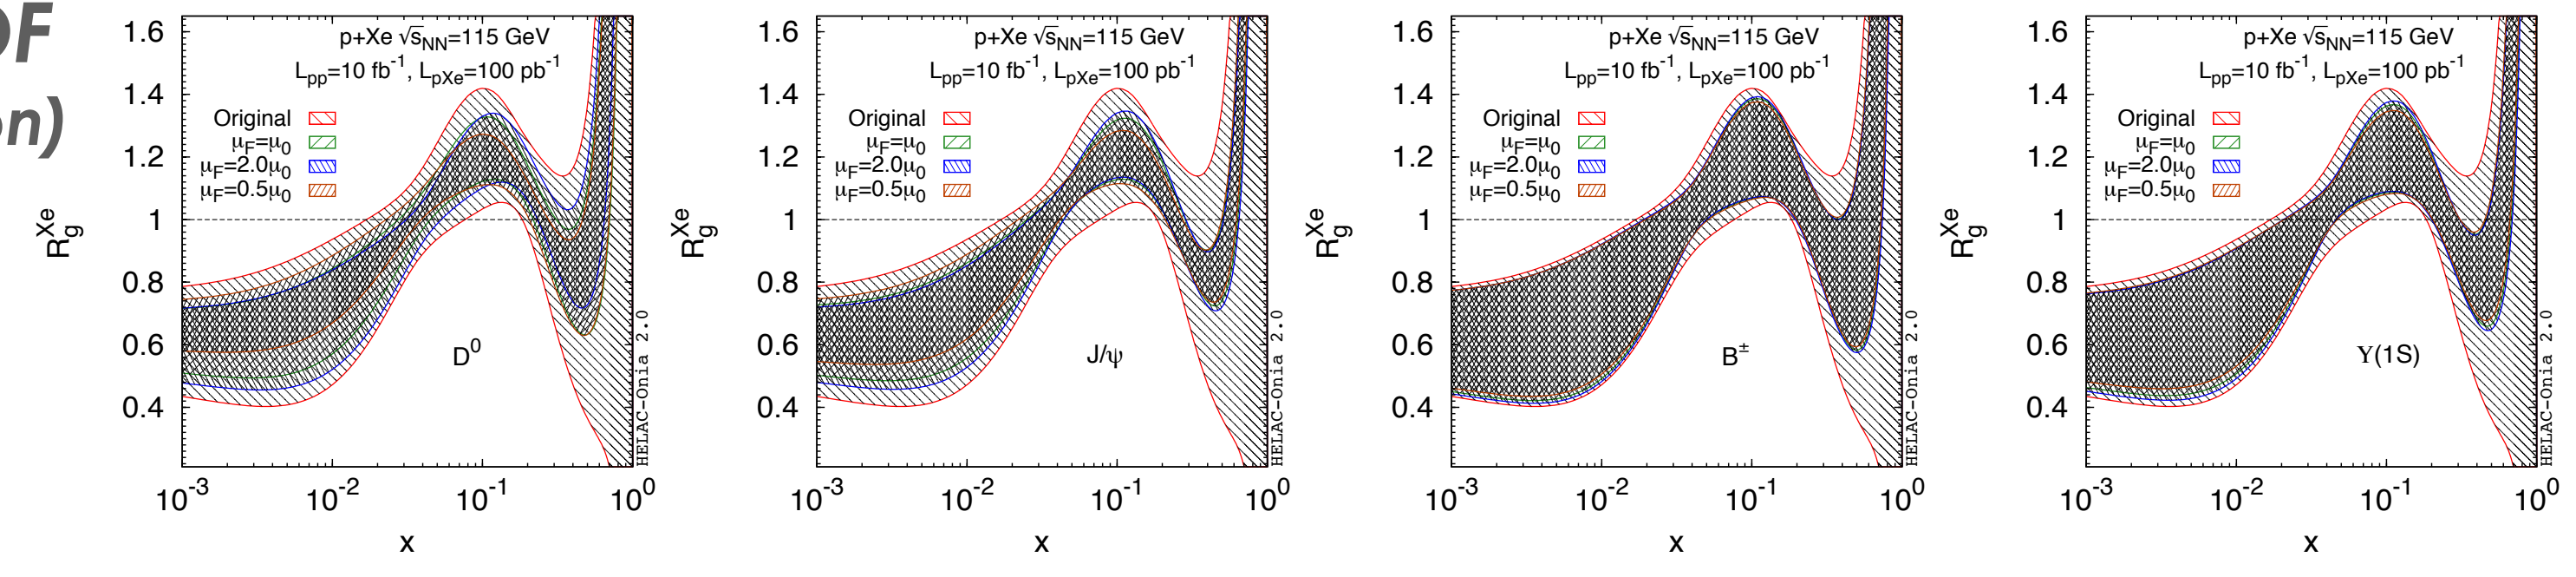 DF
on)
p+Xe √sNN=115 GeV
Lpp=10 fb-1, LpXe=100 pb-1
Original
μF=μ0
μF=2.0μ0
μF=0.5μ0
1.6
1.4
1.2
1
0.8
0.6
0.4
RgXe
D0
HELAC-Onia 2.0
10-3
10-2
10-1
100
x
p+Xe √sNN=115 GeV
Lpp=10 fb-1, LpXe=100 pb-1
Original
μF=μ0
μF=2.0μ0
μF=0.5μ0
1.6
1.4
1.2
1
0.8
0.6
0.4
RgXe
J/ψ
HELAC-Onia 2.0
10-3
10-2
10-1
100
x
p+Xe √sNN=115 GeV
Lpp=10 fb-1, LpXe=100 pb-1
Original
μF=μ0
μF=2.0μ0
μF=0.5μ0
1.6
1.4
1.2
1
0.8
0.6
0.4
RgXe
B±
HELAC-Onia 2.0
10-3
10-2
10-1
100
x
p+Xe √sNN=115 GeV
Lpp=10 fb-1, LpXe=100 pb-1
Original
μF=μ0
μF=2.0μ0
μF=0.5μ0
1.6
1.4
1.2
1
0.8
0.6
0.4
RgXe
Υ(1S)
HELAC-Onia 2.0
10-3
10-2
10-1
100
x